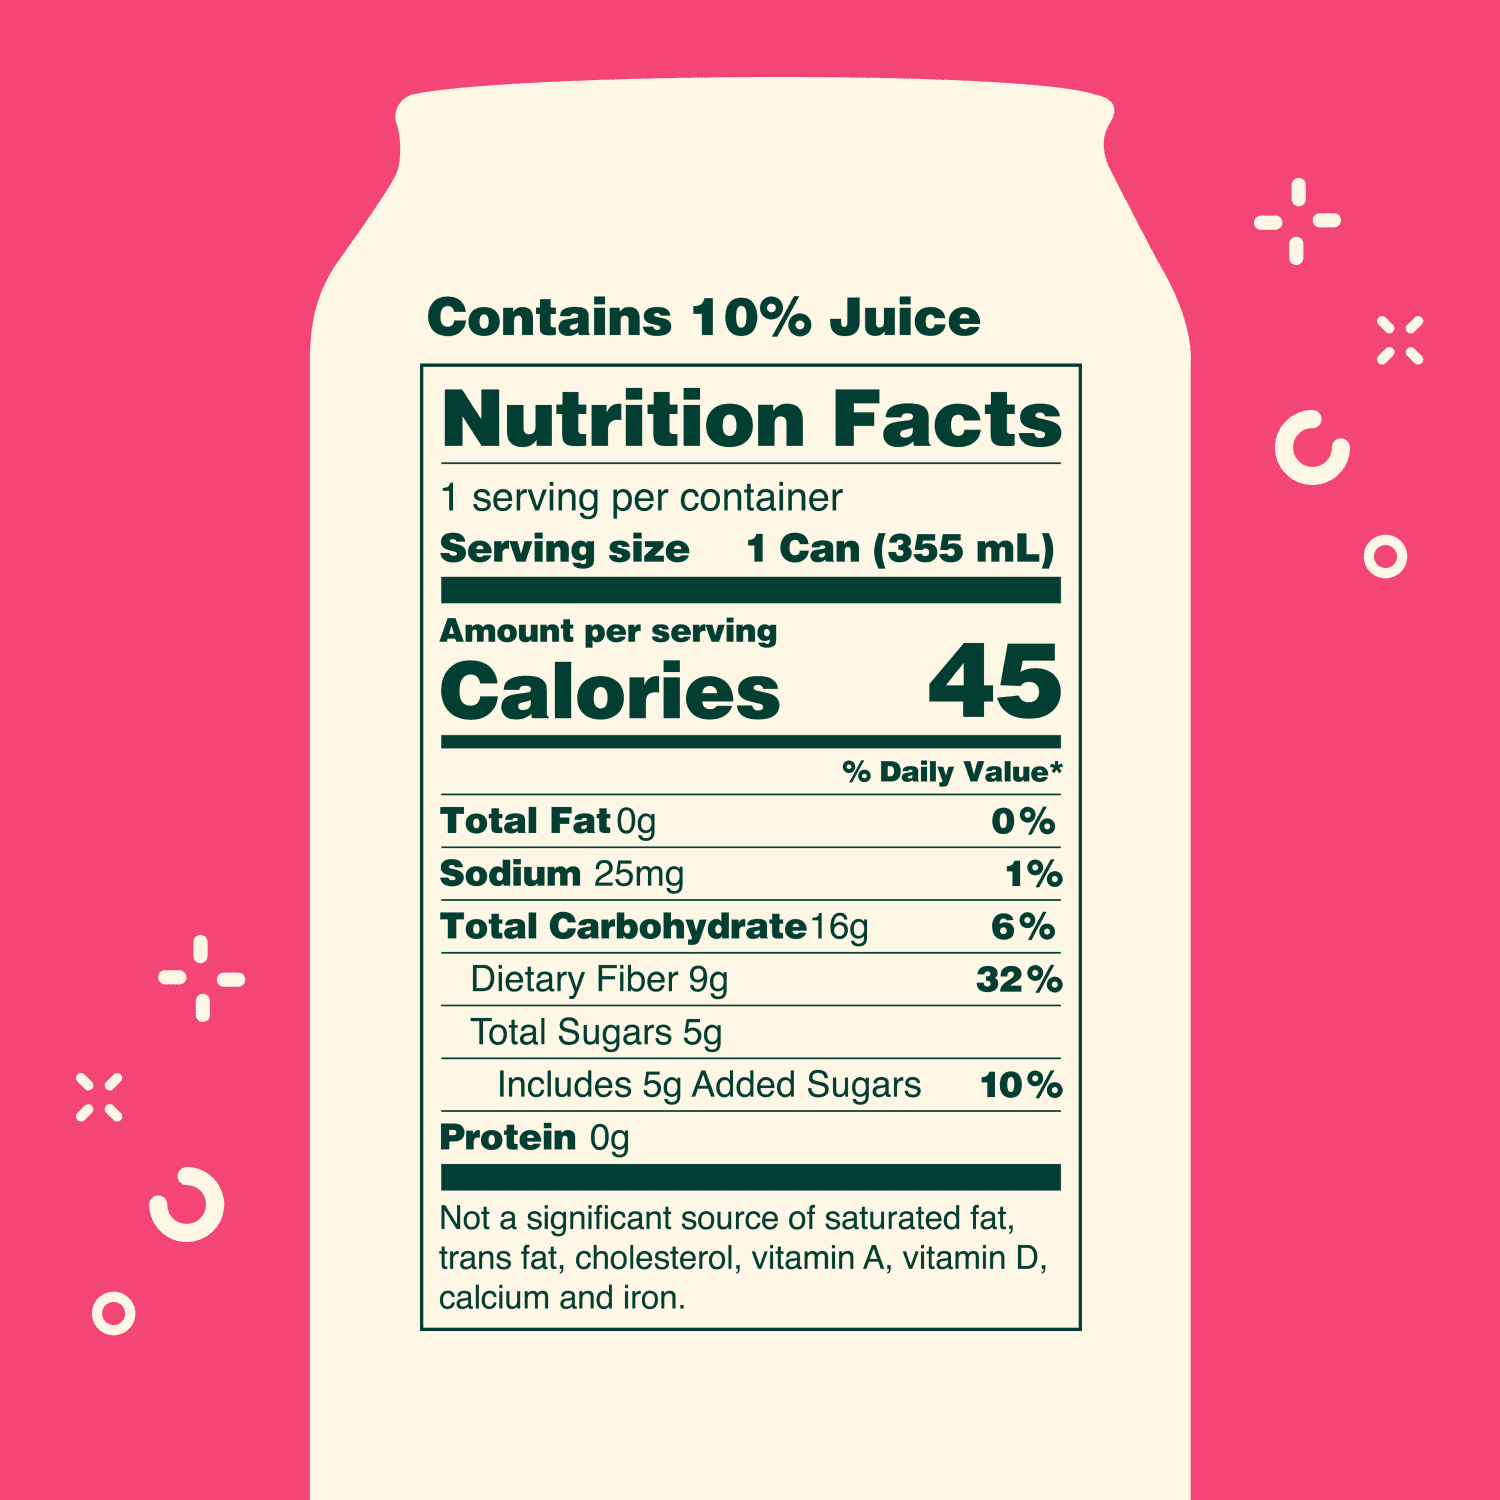 Contains 10% Juice
Nutrition Facts
1 serving per container
Serving size 1 Can (355 mL)
Amount per serving
Calories 45
% Daily Value*
Total Fat 0g 0%
Sodium 25mg 1%
Total Carbohydrate 16g 6%
Dietary Fiber 9g 32%
Total Sugars 5g
Includes 5g Added Sugars 10%
Protein 0g
Not a significant source of saturated fat,
trans fat, cholesterol, vitamin A, vitamin D,
calcium and iron.